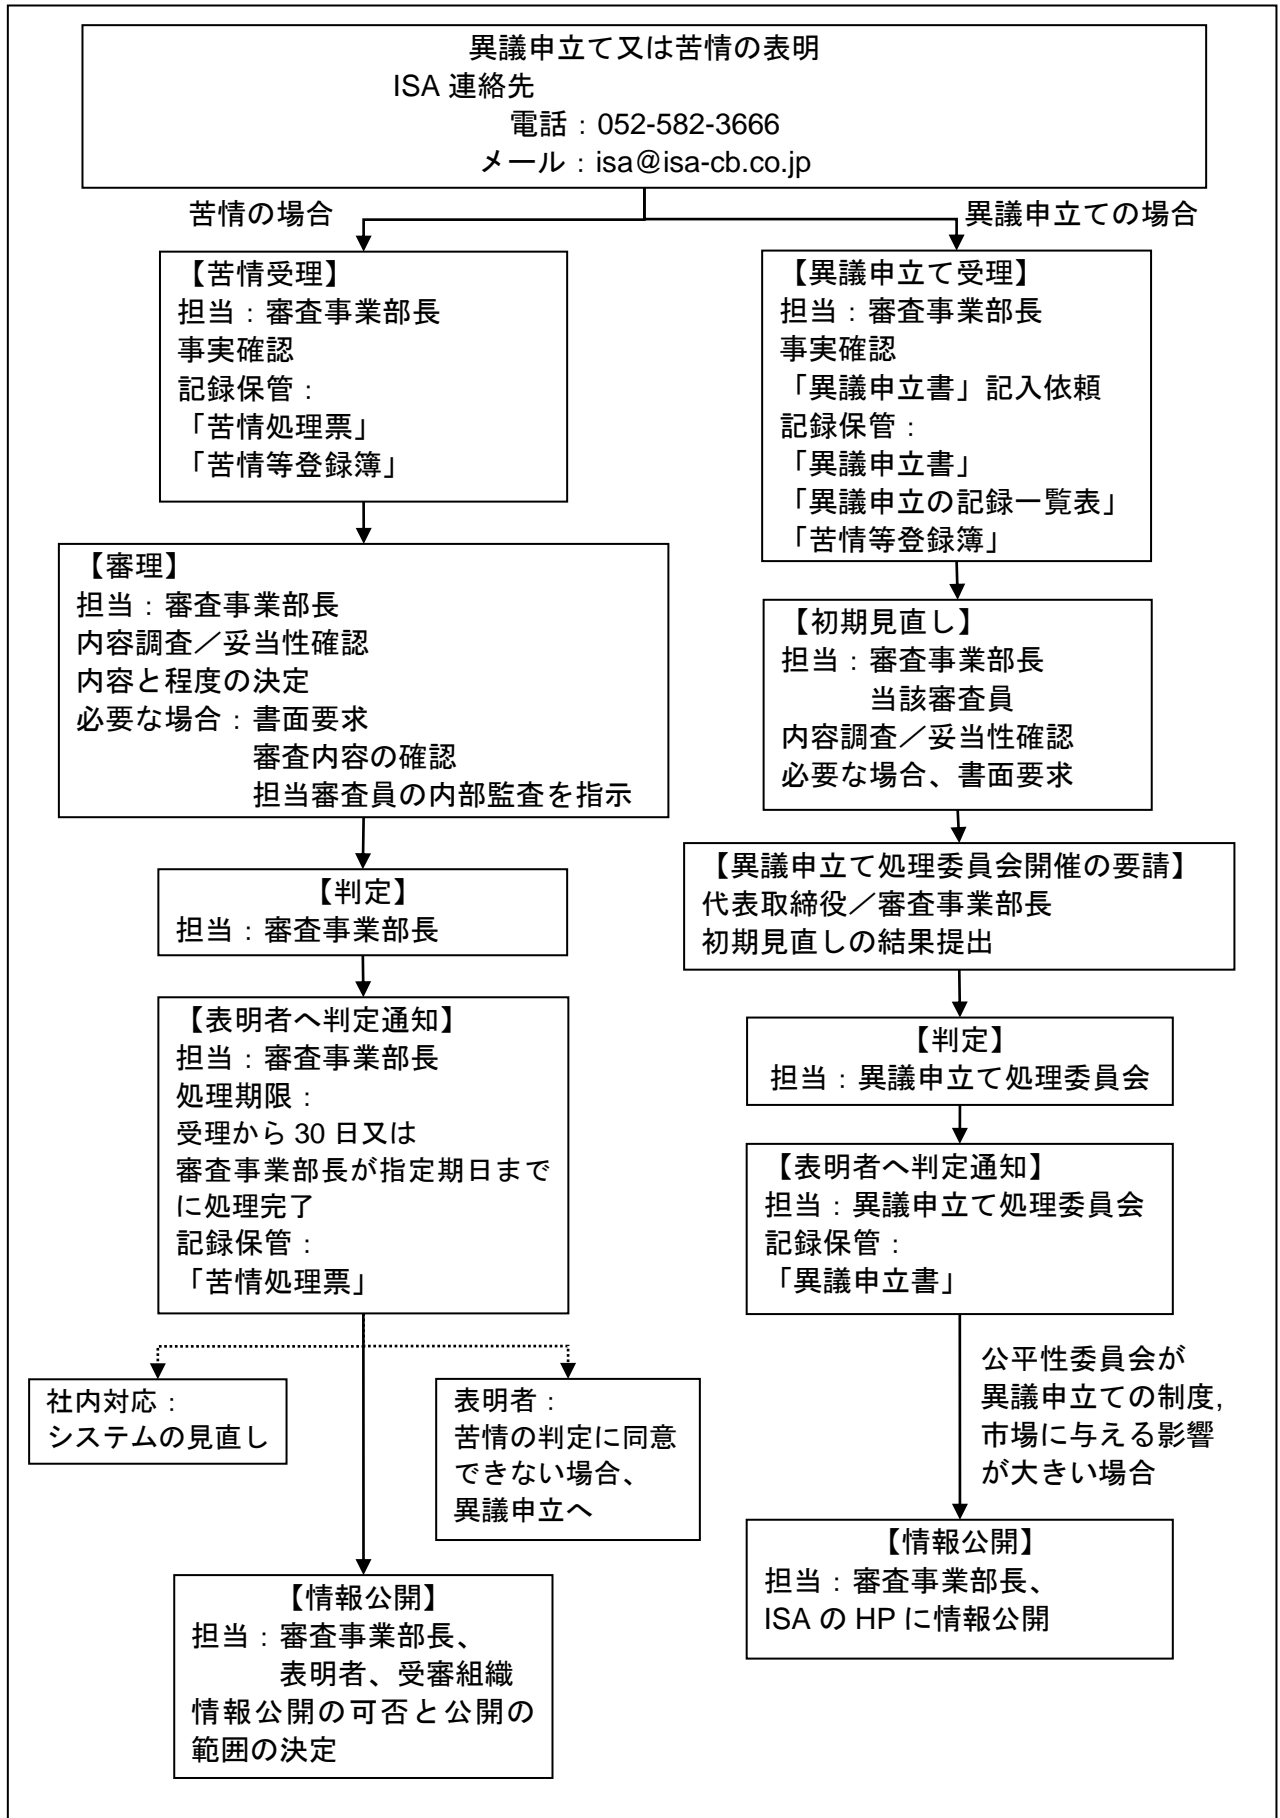 異議申立て又は苦情の表明
ISA 連絡先
電話：052-582-3666
メール：isa@isa-cb.co.jp
苦情の場合
異議申立ての場合
【苦情受理】
担当：審査事業部長
事実確認
記録保管：
「苦情処理票」
「苦情等登録簿」
【審理】
担当：審査事業部長
内容調査／妥当性確認
内容と程度の決定
必要な場合：書面要求
審査内容の確認
担当審査員の内部監査を指示
【判定】
担当：審査事業部長
【表明者へ判定通知】
担当：審査事業部長
処理期限：
受理から 30 日又は
審査事業部長が指定期日まで
に処理完了
記録保管：
「苦情処理票」
社内対応：
システムの見直し
表明者：
苦情の判定に同意
できない場合、
異議申立へ
【情報公開】
担当：審査事業部長、
表明者、受審組織
情報公開の可否と公開の
範囲の決定
【異議申立て受理】
担当：審査事業部長
事実確認
「異議申立書」記入依頼
記録保管：
「異議申立書」
「異議申立の記録一覧表」
「苦情等登録簿」
【初期見直し】
担当：審査事業部長
当該審査員
内容調査／妥当性確認
必要な場合、書面要求
【異議申立て処理委員会開催の要請】
代表取締役／審査事業部長
初期見直しの結果提出
【判定】
担当：異議申立て処理委員会
【表明者へ判定通知】
担当：異議申立て処理委員会
記録保管：
「異議申立書」
公平性委員会が
異議申立ての制度,
市場に与える影響
が大きい場合
【情報公開】
担当：審査事業部長、
ISA の HP に情報公開